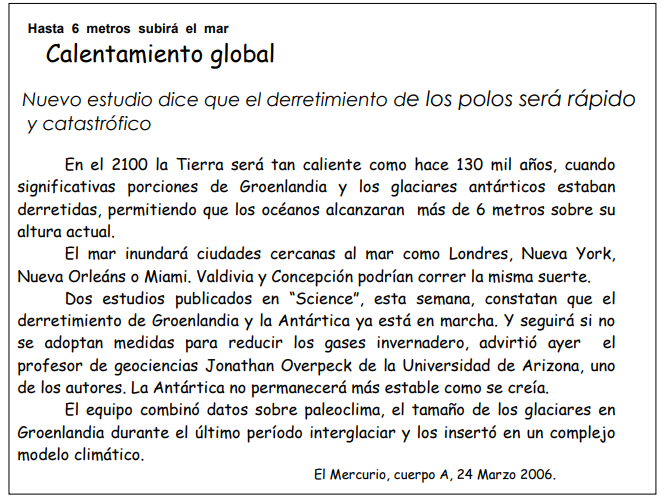 Hasta 6 metros subirá el mar
Calentamiento global
Nuevo estudio dice que el derretimiento de los polos será rápido
y catastrófico
En el 2100 la Tierra será tan caliente como hace 130 mil años, cuando
significativas porciones de Groenlandia y los glaciares antárticos estaban
derretidas, permitiendo que los océanos alcanzaran más de 6 metros sobre su
altura actual.
El mar inundará ciudades cercanas al mar como Londres, Nueva York,
Nueva Orleáns o Miami. Valdivia y Concepción podrían correr la misma suerte.
Dos estudios publicados en “Science”, esta semana, constatan que el
derretimiento de Groenlandia y la Antártica ya está en marcha. Y seguirá si no
se adoptan medidas para reducir los gases invernadero, advirtió ayer el
profesor de geociencias Jonathan Overpeck de la Universidad de Arizona, uno
de los autores. La Antártica no permanecerá más estable como se creía.
El equipo combinó datos sobre paleoclima, el tamaño de los glaciares en
Groenlandia durante el último período interglaciar y los insertó en un complejo
modelo climático.
El Mercurio, cuerpo A, 24 Marzo 2006.